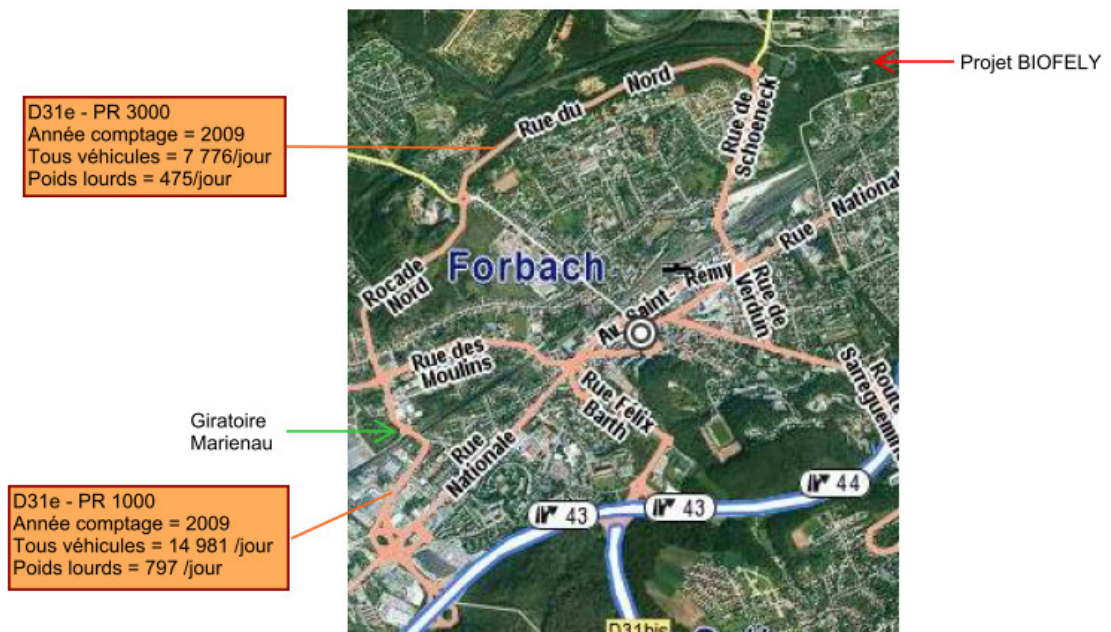 Projet BIOFELY
D31e - PR 3000
Année comptage = 2009
Tous véhicules = 7 776/jour
Poids lourds = 475/jour
Rue du Nord
Rue de
Schoeneck
Rue National
Forbach
Rocade
Nord
Av. Saint-Rémy
Rue de
Verdun
Rue des
Moulins
Rue Félix
Barth
Route
Sarreguemin
Giratoire
Marienau
Rue
Nationale
44
43
43
D31e - PR 1000
Année comptage = 2009
Tous véhicules = 14 981 /jour
Poids lourds = 797 /jour
D31bis